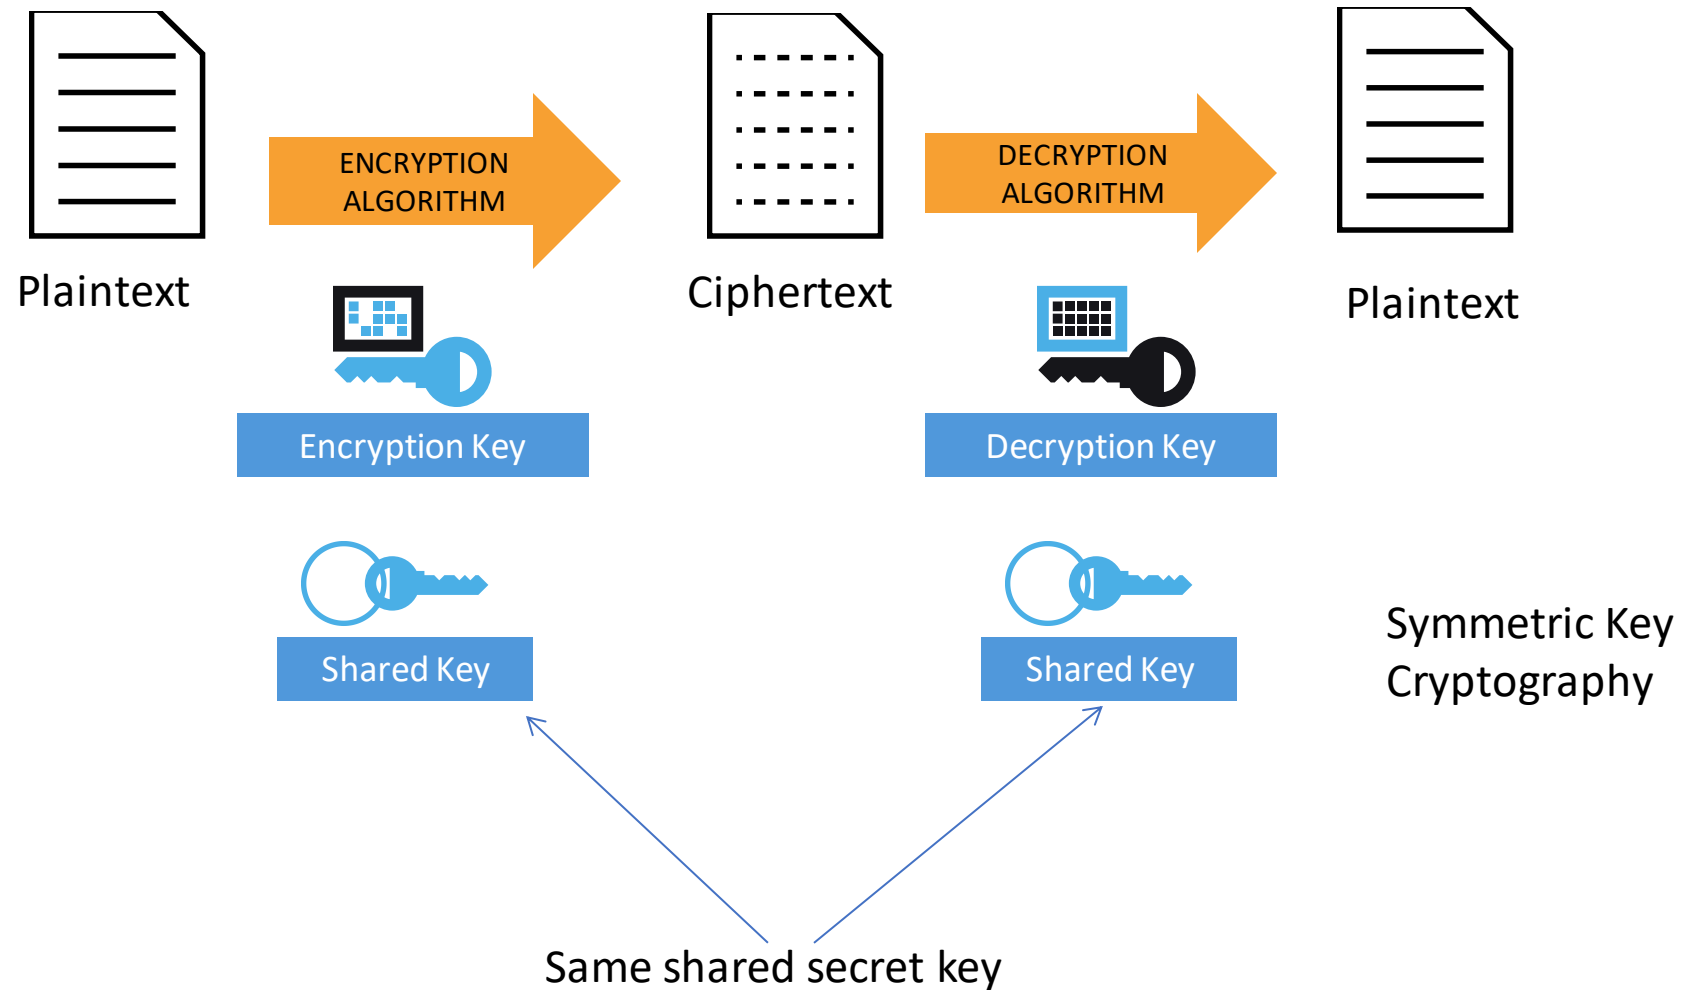 ENCRYPTION
ALGORITHM
DECRYPTION
ALGORITHM
Plaintext
Ciphertext
Plaintext
Encryption Key
Decryption Key
Shared Key
Shared Key
Symmetric Key
Cryptography
Same shared secret key